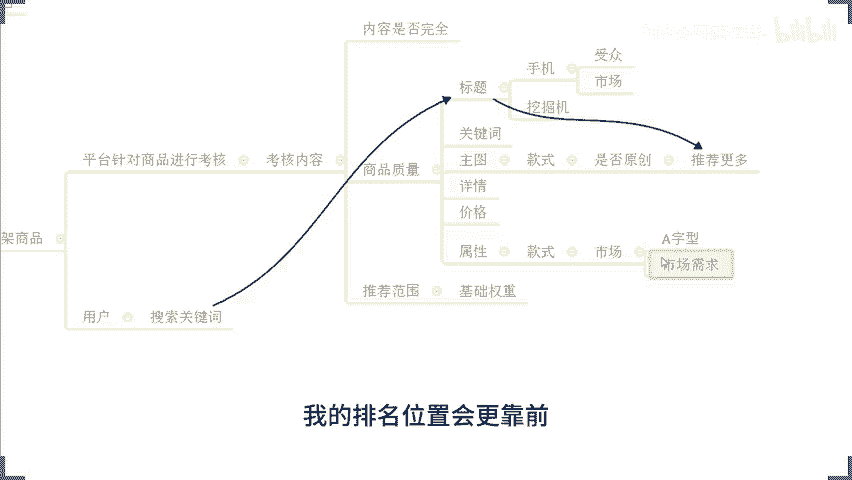 内容是否完全
bilibili
受众
手机
标题
市场
挖掘机
关键词
平台针对商品进行考核
考核内容
主图
款式
是否原创
推荐更多
商品质量
详情
价格
架商品
A字型
属性
款式
市场
市场需求
推荐范围
基础权重
用户
搜索关键词
我的排名位置会更靠前